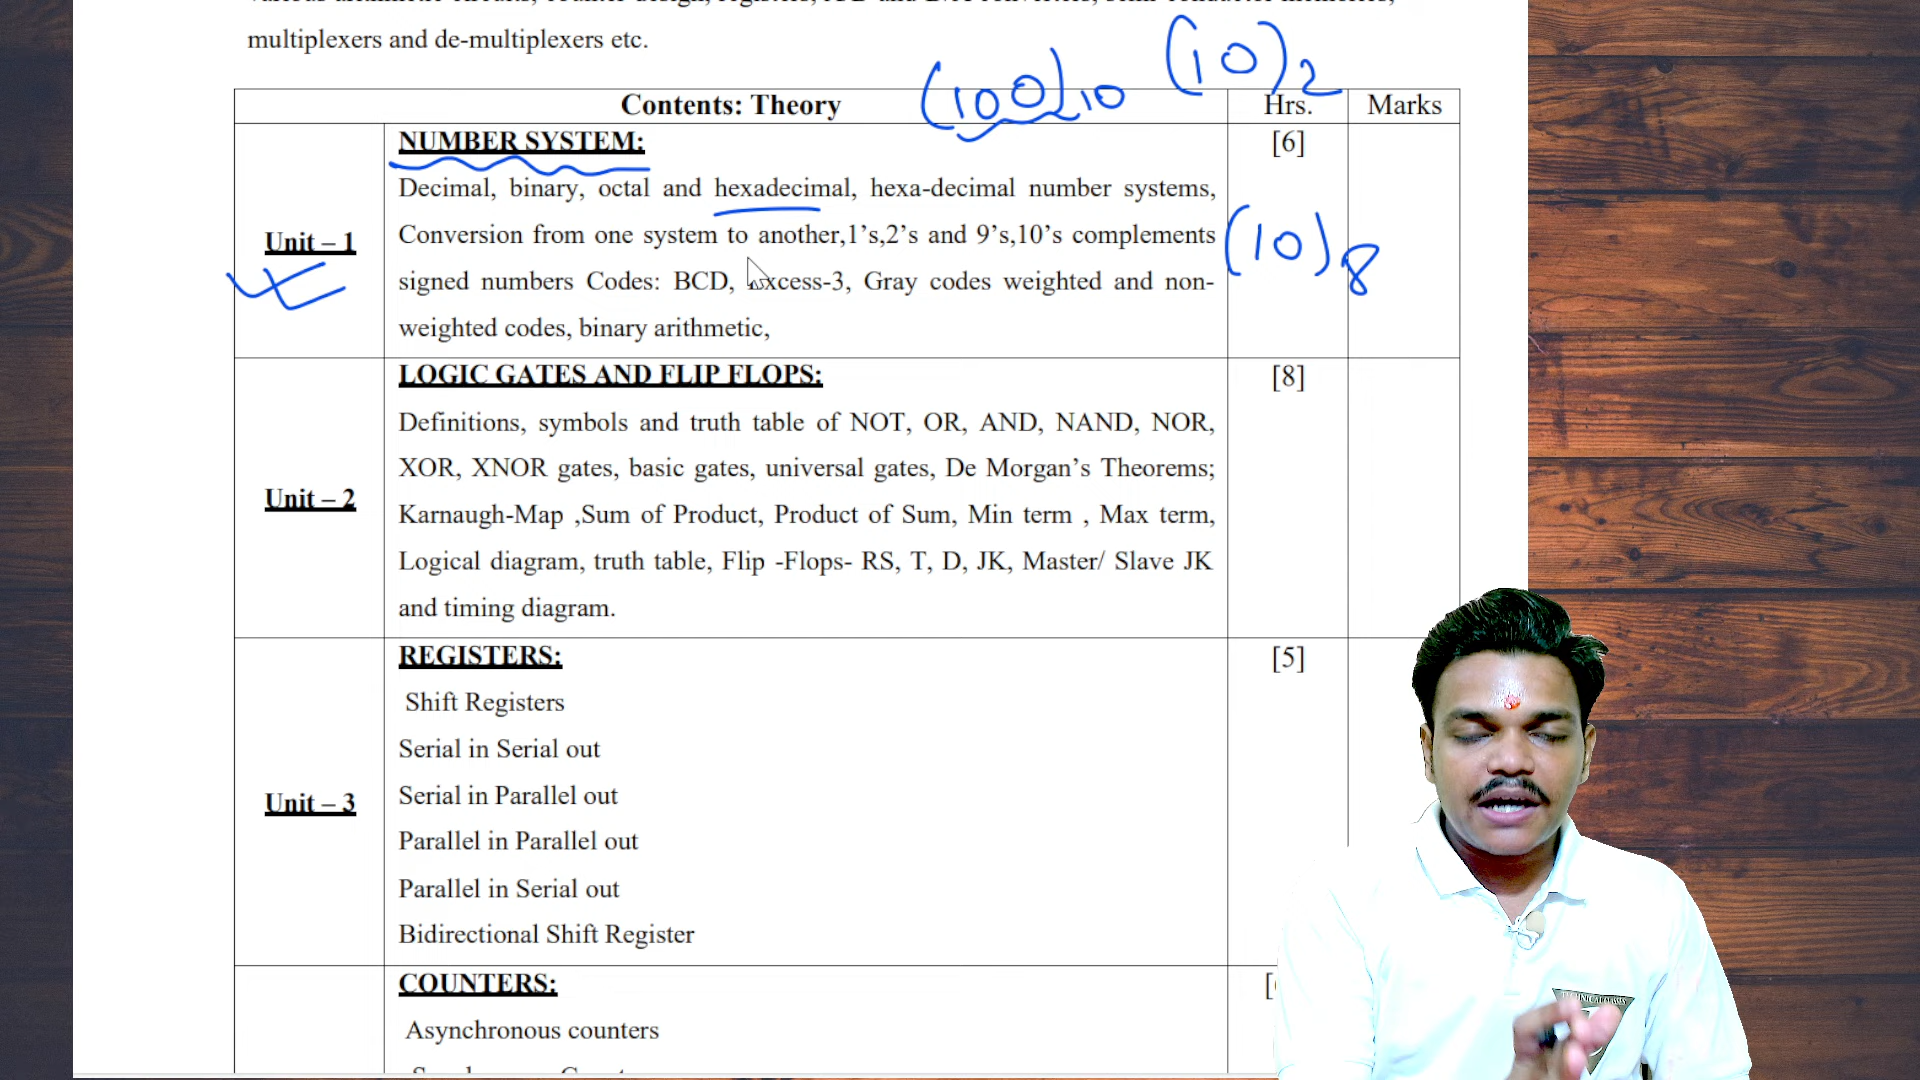 multiplexers and de-multiplexers etc.
(100)10 (10)2
Contents: Theory Hrs. Marks
NUMBER SYSTEM: [6]
Decimal, binary, octal and hexadecimal, hexa-decimal number systems,
Unit – 1 Conversion from one system to another,1’s,2’s and 9’s,10’s complements (10)8
signed numbers Codes: BCD, Excess-3, Gray codes weighted and non-
weighted codes, binary arithmetic,
LOGIC GATES AND FLIP FLOPS: [8]
Definitions, symbols and truth table of NOT, OR, AND, NAND, NOR,
XOR, XNOR gates, basic gates, universal gates, De Morgan’s Theorems;
Unit – 2
Karnaugh-Map ,Sum of Product, Product of Sum, Min term , Max term,
Logical diagram, truth table, Flip -Flops- RS, T, D, JK, Master/ Slave JK
and timing diagram.
REGISTERS: [5]
Shift Registers
Serial in Serial out
Unit – 3 Serial in Parallel out
Parallel in Parallel out
Parallel in Serial out
Bidirectional Shift Register
COUNTERS:
Asynchronous counters